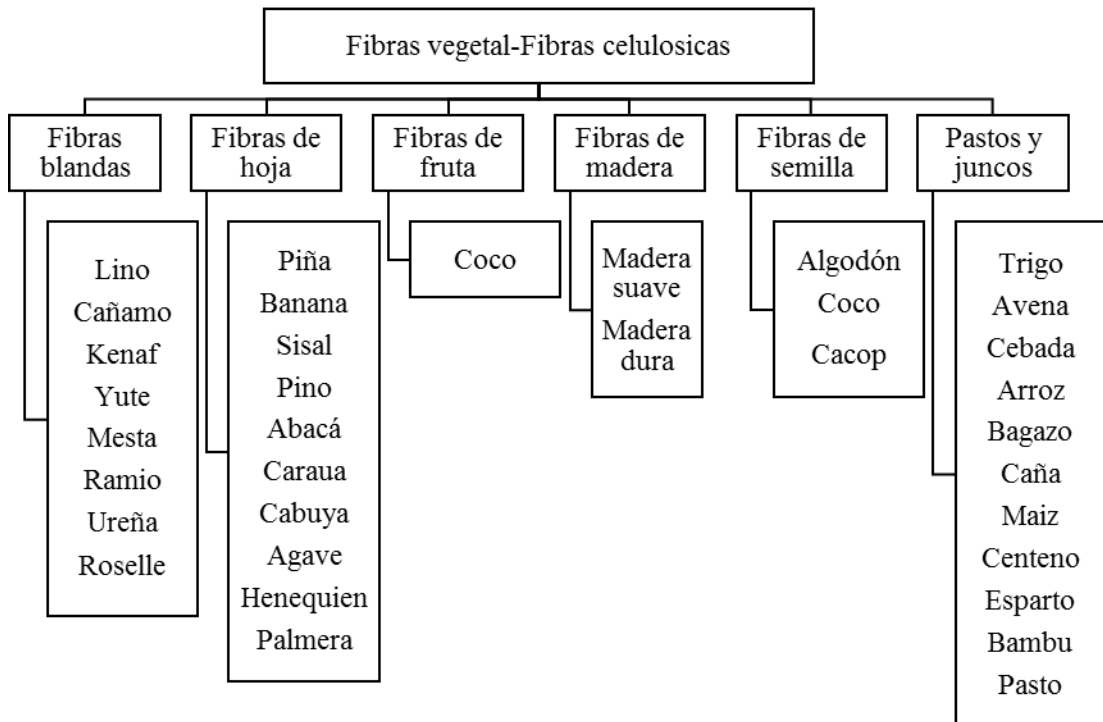 Fibras vegetal-Fibras celulosicas
Fibras
blandas
Fibras de
hoja
Fibras de
fruta
Fibras de
madera
Fibras de
semilla
Pastos y
juncos
Lino
Cañamo
Kenaf
Yute
Mesta
Ramio
Ureña
Roselle
Piña
Banana
Sisal
Pino
Abacá
Caraua
Cabuya
Agave
Henequien
Palmera
Coco
Madera
suave
Madera
dura
Algodón
Coco
Cacop
Trigo
Avena
Cebada
Arroz
Bagazo
Caña
Maiz
Centeno
Esparto
Bambu
Pasto